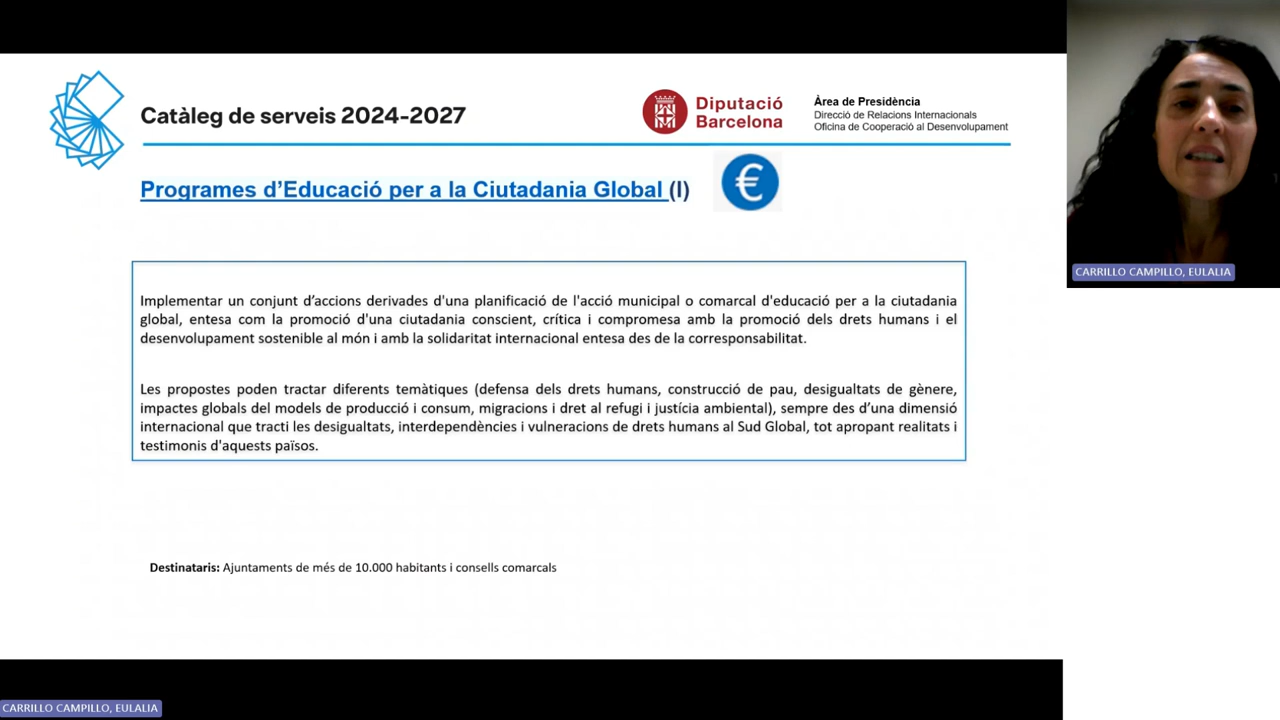 Catàleg de serveis 2024-2027
Diputació
Barcelona
Àrea de Presidència
Direcció de Relacions Internacionals
Oficina de Cooperació al Desenvolupament
Programes d'Educació per a la Ciutadania Global (I)
€
Implementar un conjunt d'accions derivades d'una planificació de l'acció municipal o comarcal d'educació per a la ciutadania
global, entesa com la promoció d'una ciutadania conscient, crítica i compromesa amb la promoció dels drets humans i el
desenvolupament sostenible al món i amb la solidaritat internacional entesa des de la corresponsabilitat.
Les propostes poden tractar diferents temàtiques (defensa dels drets humans, construcció de pau, desigualtats de gènere,
impactes globals del models de producció i consum, migracions i dret al refugi i justícia ambiental), sempre des d'una dimensió
internacional que tracti les desigualtats, interdependències i vulneracions de drets humans al Sud Global, tot apropant realitats i
testimonis d'aquests països.
Destinataris: Ajuntaments de més de 10.000 habitants i consells comarcals
CARRILLO CAMPILLO, EULALIA
CARRILLO CAMPILLO, EULALIA